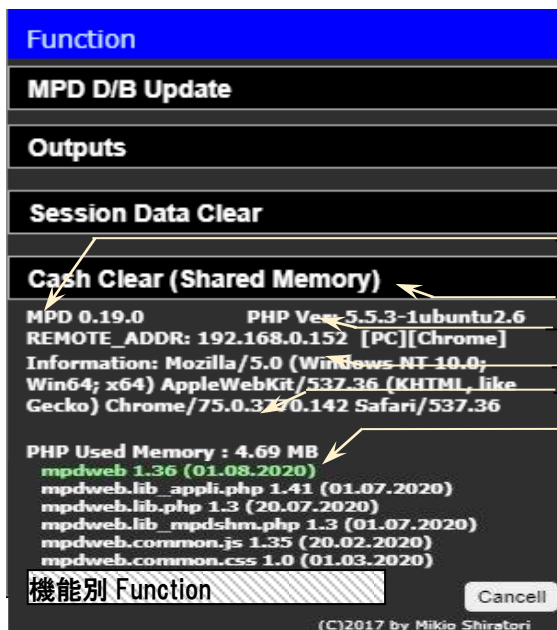 Function
MPD D/B Update
Outputs
Session Data Clear
Cash Clear (Shared Memory)
MPD 0.19.0 PHP Ver: 5.5.3-1ubuntu2.6
REMOTE_ADDR: 192.168.0.152 [PC][Chrome]
Information: Mozilla/5.0 (Windows NT 10.0;
Win64; x64) AppleWebKit/537.36 (KHTML, like
Gecko) Chrome/75.0.3770.142 Safari/537.36
PHP Used Memory : 4.69 MB
mpdweb 1.36 (01.08.2020)
mpdweb.lib_appli.php 1.41 (01.07.2020)
mpdweb.lib.php 1.3 (20.07.2020)
mpdweb.lib_mpdshm.php 1.3 (01.07.2020)
mpdweb.common.js 1.35 (20.02.2020)
mpdweb.common.css 1.0 (01.03.2020)
機能別 Function
Cancell
(C)2017 by Mikio Shiratori